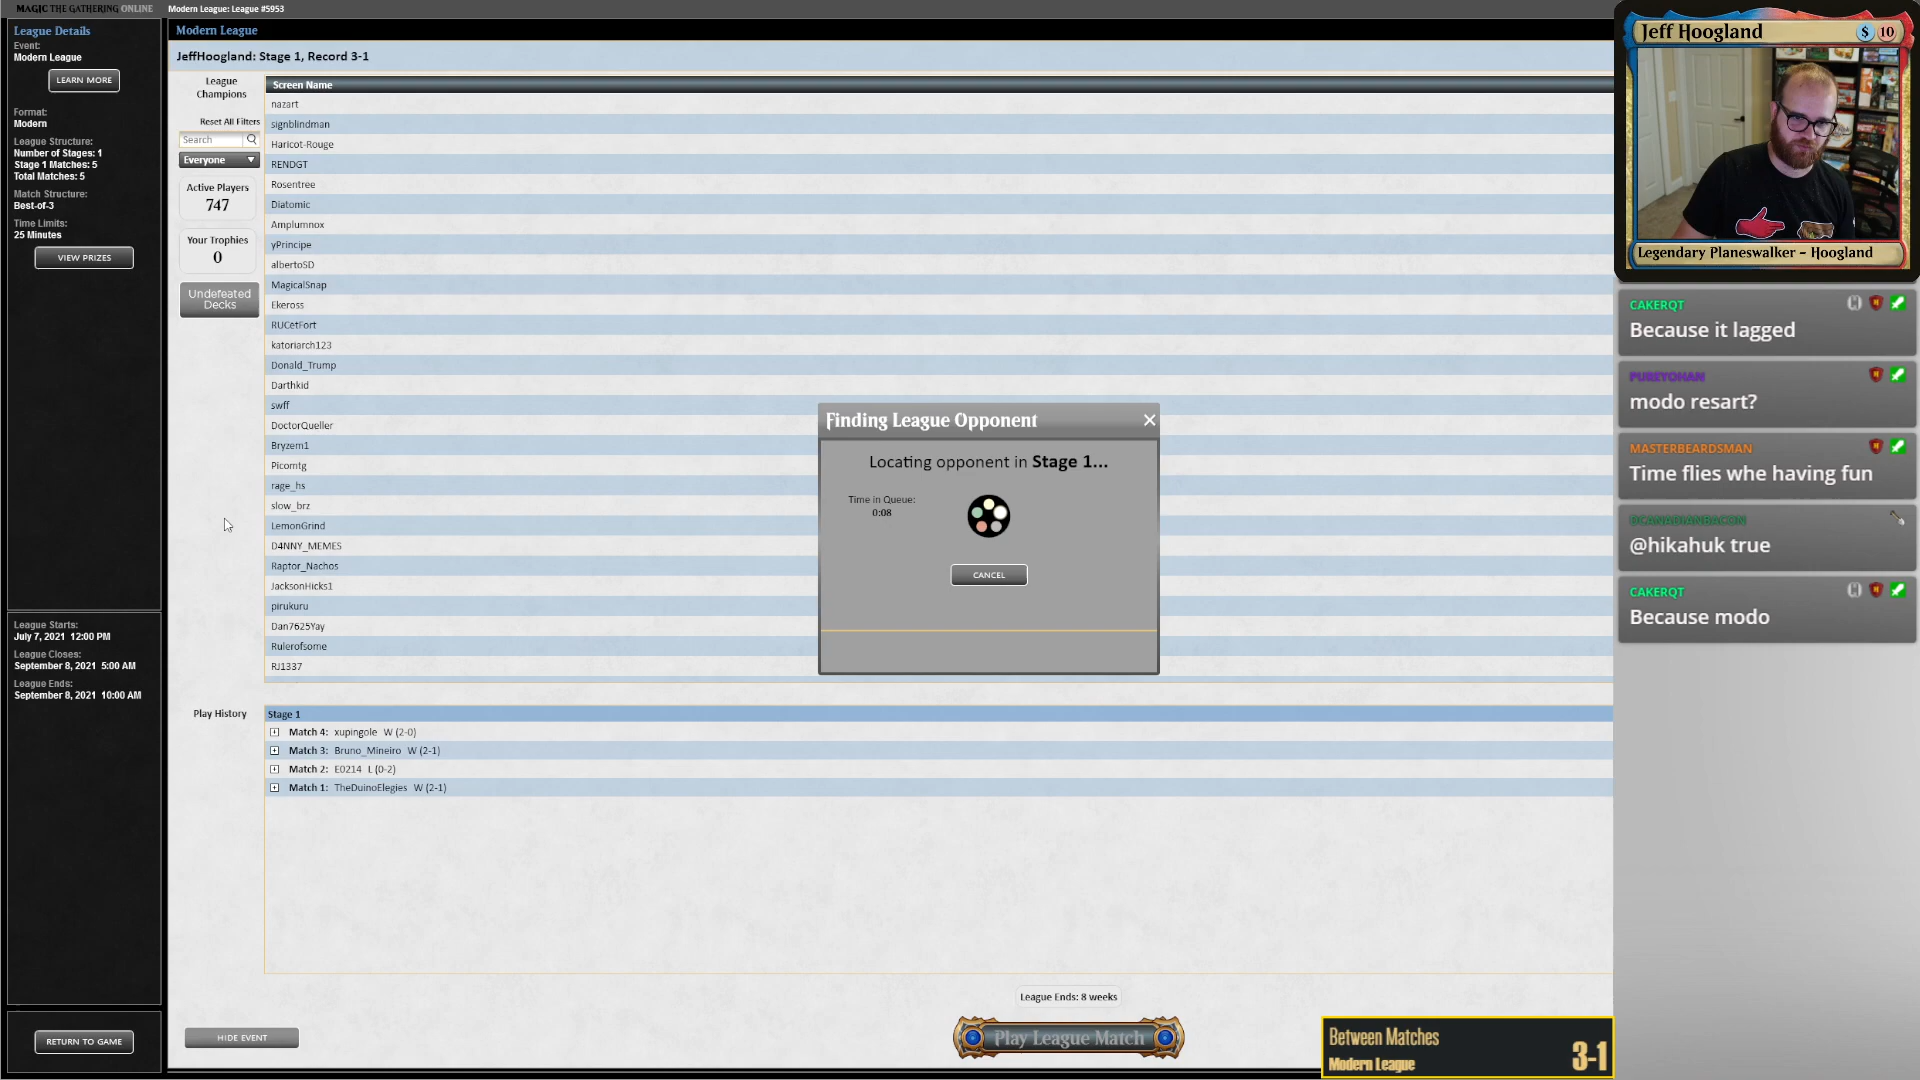 MAGIC THE GATHERING ONLINE
Modern League: League #5953
League Details
Event:
Modern League
LEARN MORE
Format:
Modern
League Structure:
Number of Stages: 1
Stage 1 Matches: 5
Total Matches: 5
Match Structure:
Best-of-3
Time Limits:
25 Minutes
VIEW PRIZES
League Starts:
July 7, 2021 12:00 PM
League Closes:
September 8, 2021 5:00 AM
League Ends:
September 8, 2021 10:00 AM
RETURN TO GAME
Modern League
JeffHoogland: Stage 1, Record 3-1
League
Champions
Reset All Filters
Search
Everyone
Active Players
747
Your Trophies
0
Undefeated
Decks
Screen Name
nazart
signblindman
Haricot-Rouge
RENDGT
Rosentree
Diatomic
Amplumnox
yPrincipe
albertoSD
MagicalSnap
Ekeross
RUCetFort
katoriarch123
Donald_Trump
Darthkid
swff
DoctorQueller
Bryzem1
Picomtg
rage_hs
slow_brz
LemonGrind
D4NNY_MEMES
Raptor_Nachos
JacksonHicks1
pirukuru
Dan7625Yay
Rulerofsome
RJ1337
Finding League Opponent
Locating opponent in Stage 1...
Time in Queue:
0:08
CANCEL
Play History
Stage 1
Match 4: xupingole W (2-0)
Match 3: Bruno_Mineiro W (2-1)
Match 2: E0214 L (0-2)
Match 1: TheDuinoElegies W (2-1)
League Ends: 8 weeks
HIDE EVENT
Play League Match
Between Matches
Modern League
3-1
Jeff Hoogland
$ 10
Legendary Planeswalker - Hoogland
CAKERQT
Because it lagged
PUREYOHAN
modo resart?
MASTERBEARDSMAN
Time flies whe having fun
BCANADIANBACON
@hikahuk true
CAKERQT
Because modo